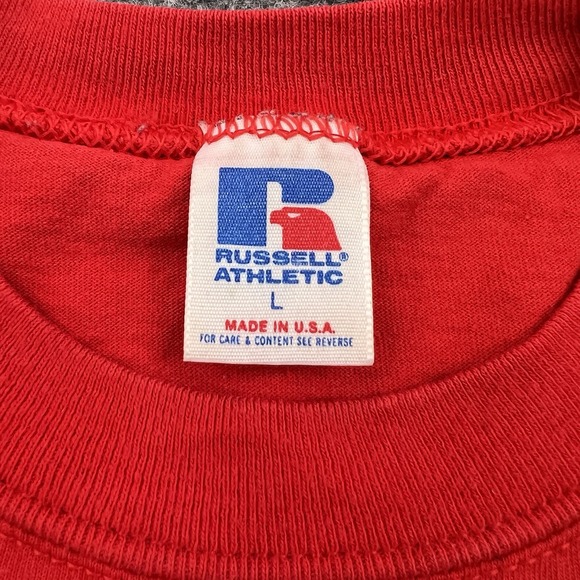 R
RUSSELL®
ATHLETIC
L
MADE IN U.S.A.
FOR CARE & CONTENT SEE REVERSE